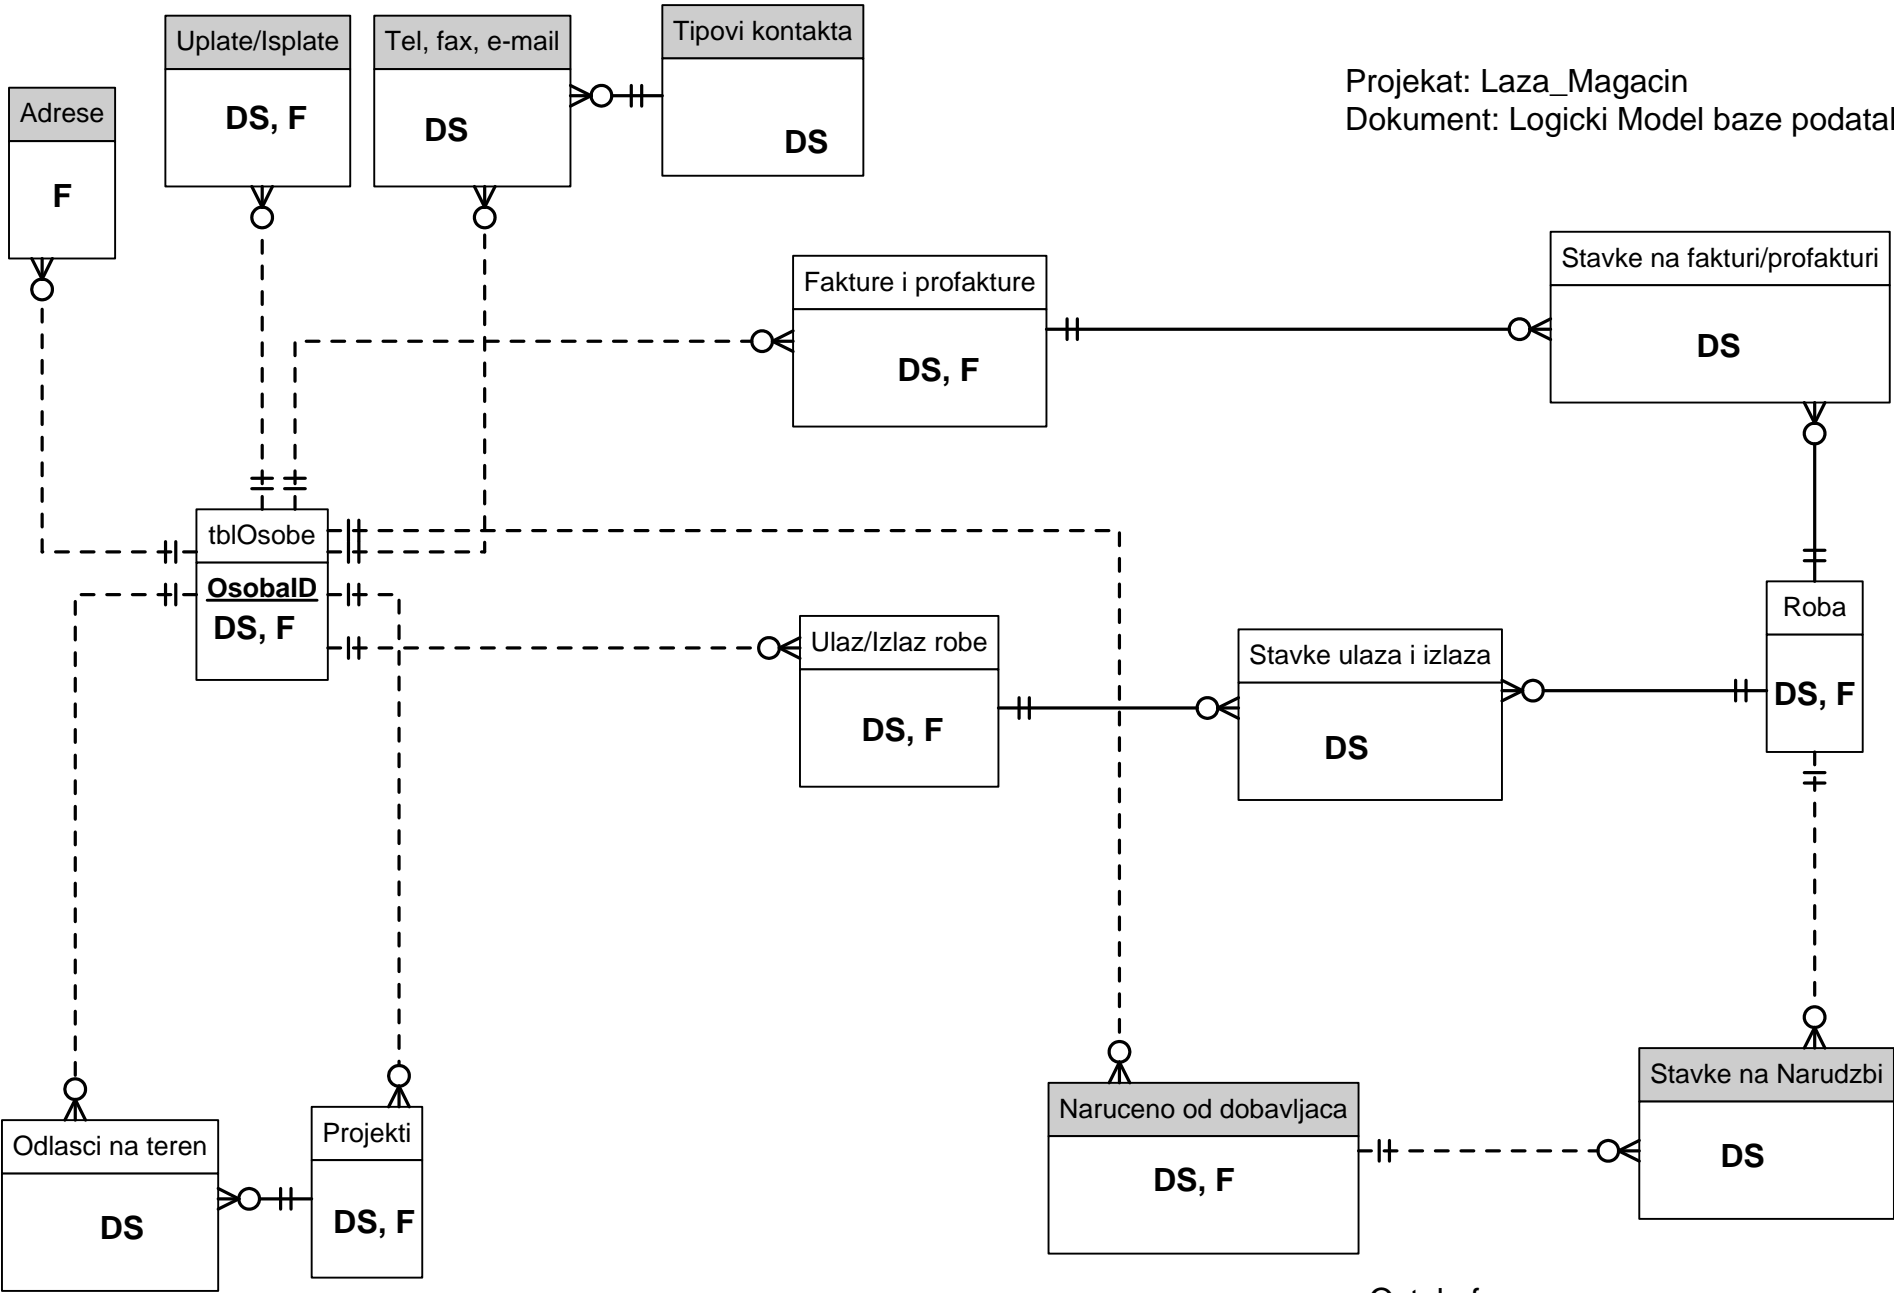 Uplate/Isplate
DS, F
Tel, fax, e-mail
DS
Tipovi kontakta
DS
Adrese
F
Projekat: Laza_Magacin
Dokument: Logicki Model baze
Fakture i profakture
DS, F
Stavke na fakturi/profakturi
DS
tblOsobe
OsobaID
DS, F
Ulaz/Izlaz robe
DS, F
Stavke ulaza i izlaza
DS
Roba
DS, F
Odlasci na teren
DS
Projekti
DS, F
Naruceno od dobavljaca
DS, F
Stavke na Narudzbi
DS